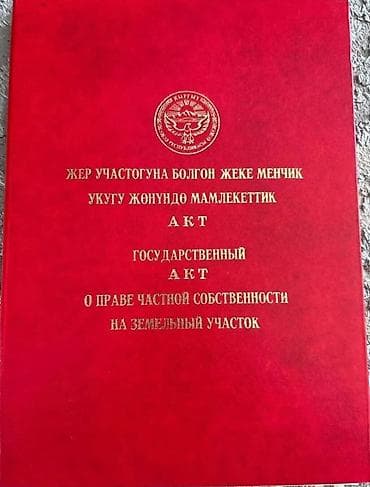 ЖЕР УЧАСТОГУНА БОЛГОН ЖЕКЕ МЕНЧИК
УКУГУ ЖӨНҮНДӨ МАМЛЕКЕТТИК
АКТ
ГОСУДАРСТВЕННЫЙ
АКТ
О ПРАВЕ ЧАСТНОЙ СОБСТВЕННОСТИ
НА ЗЕМЕЛЬНЫЙ УЧАСТОК